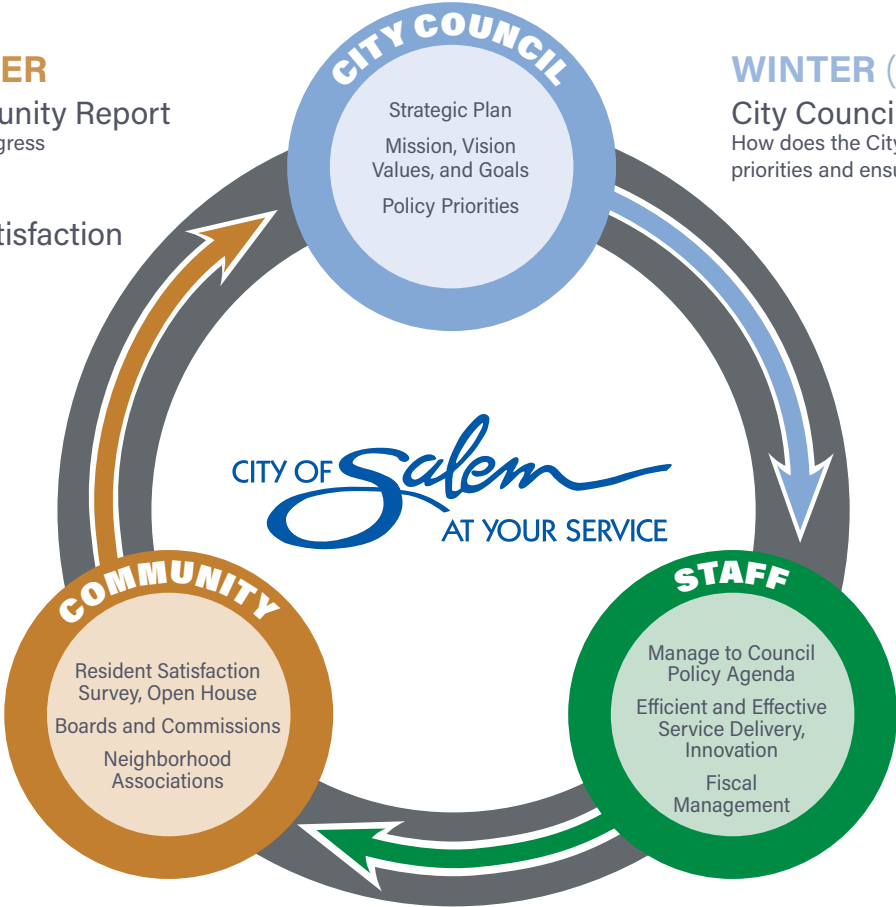 CITY COUNCIL
Strategic Plan
Mission, Vision
Values, and Goals
Policy Priorities
ER
unity Report
gress
tisfaction
WINTER (
City Counci
How does the City
priorities and ensu
CITY OF Salem
AT YOUR SERVICE
COMMUNITY
Resident Satisfaction
Survey, Open House
Boards and Commissions
Neighborhood
Associations
STAFF
Manage to Council
Policy Agenda
Efficient and Effective
Service Delivery,
Innovation
Fiscal
Management